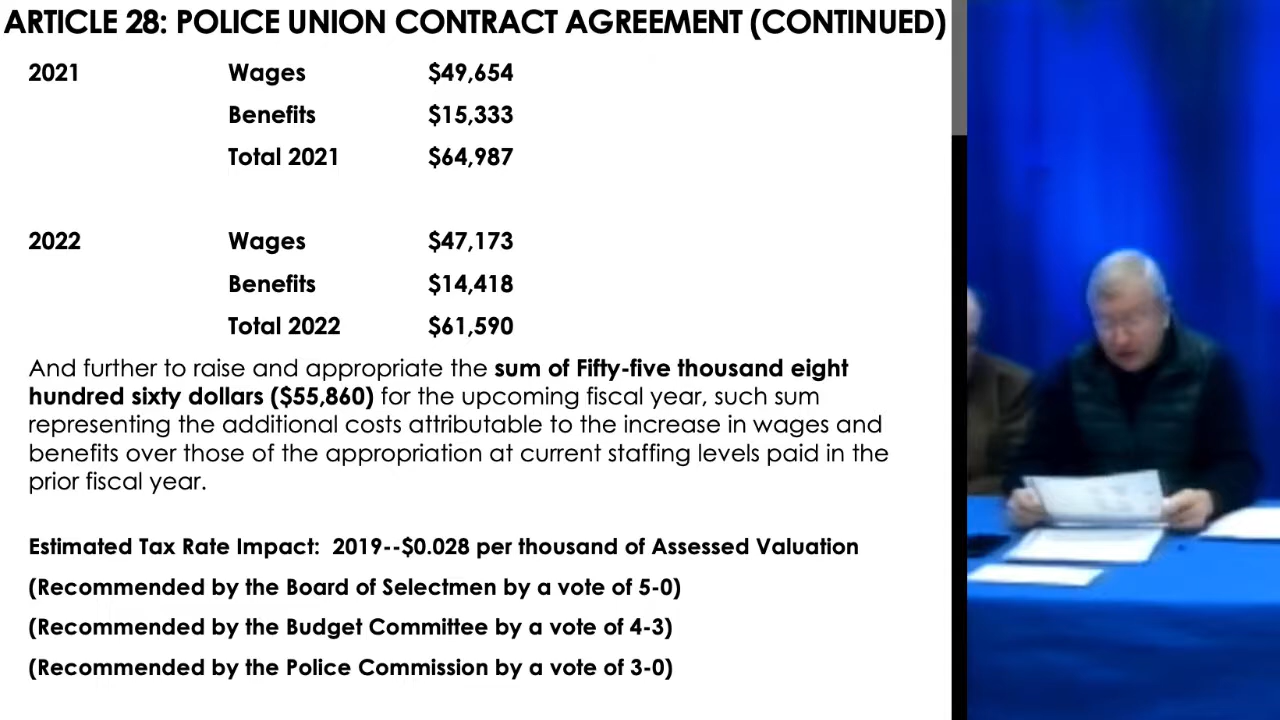 ARTICLE 28: POLICE UNION CONTRACT AGREEMENT (CONTINUED)
2021 Wages $49,654
Benefits $15,333
Total 2021 $64,987
2022 Wages $47,173
Benefits $14,418
Total 2022 $61,590
And further to raise and appropriate the sum of Fifty-five thousand eight
hundred sixty dollars ($55,860) for the upcoming fiscal year, such sum
representing the additional costs attributable to the increase in wages and
benefits over those of the appropriation at current staffing levels paid in the
prior fiscal year.
Estimated Tax Rate Impact: 2019--$0.028 per thousand of Assessed Valuation
(Recommended by the Board of Selectmen by a vote of 5-0)
(Recommended by the Budget Committee by a vote of 4-3)
(Recommended by the Police Commission by a vote of 3-0)